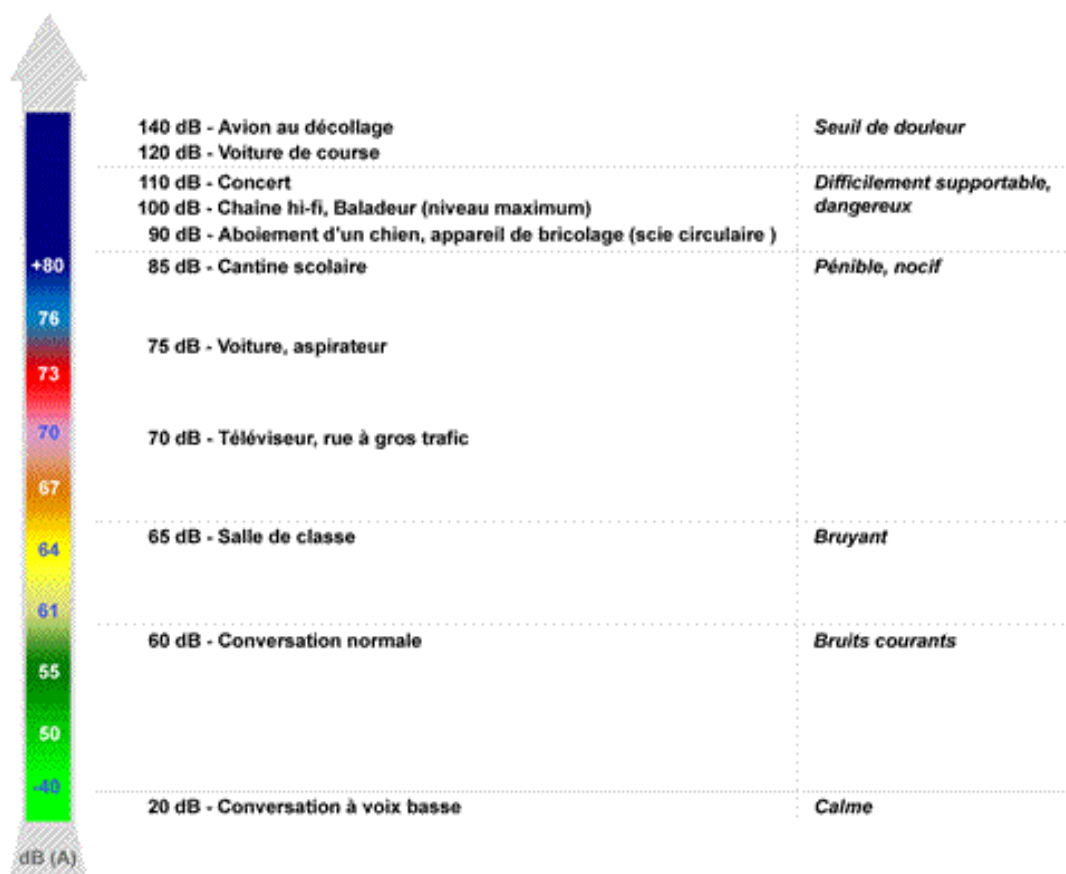 140 dB - Avion au décollage
Seuil de douleur
120 dB - Voiture de course
110 dB - Concert
Difficilement supportable,
100 dB - Chaîne hi-fi, Baladeur (niveau maximum)
dangereux
90 dB - Aboiement d'un chien, appareil de bricolage (scie circulaire )
+80
85 dB - Cantine scolaire
Pénible, nocif
76
75 dB - Voiture, aspirateur
73
70
70 dB - Téléviseur, rue à gros trafic
67
65 dB - Salle de classe
Bruyant
64
61
60 dB - Conversation normale
Bruits courants
55
50
-40
20 dB - Conversation à voix basse
Calme
dB (A)